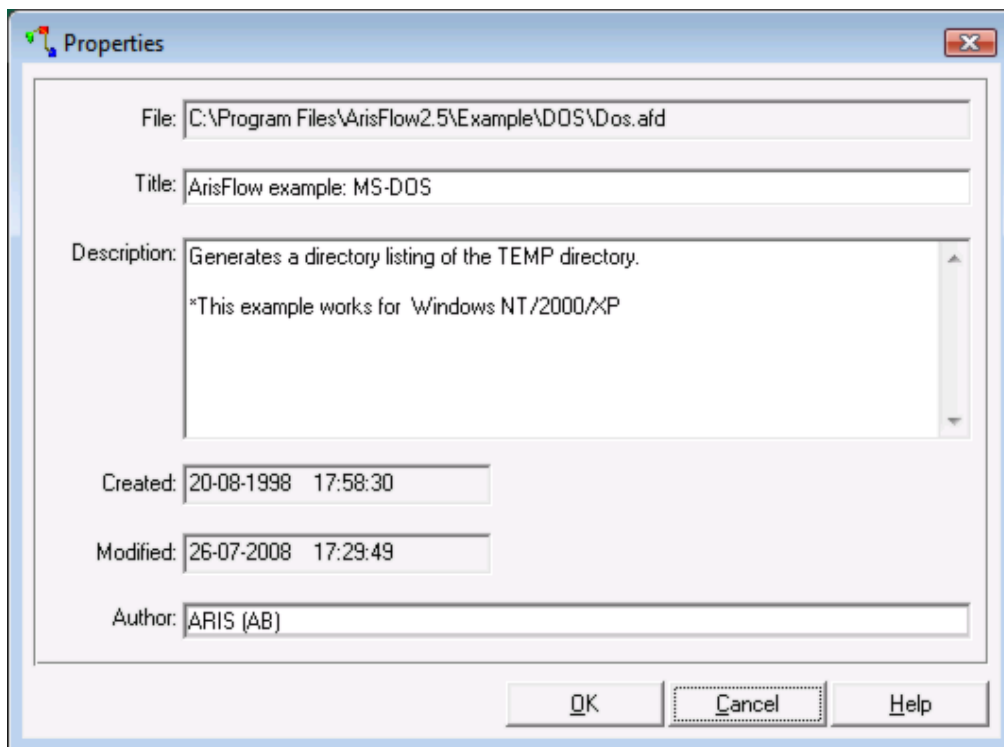 Properties
File: C:\Program Files\ArisFlow2.5\Example\DOS\Dos.afd
Title: ArisFlow example: MS-DOS
Description: Generates a directory listing of the TEMP directory.
*This example works for Windows NT/2000/XP
Created: 20-08-1998 17:58:30
Modified: 26-07-2008 17:29:49
Author: ARIS (AB)
OK Cancel Help